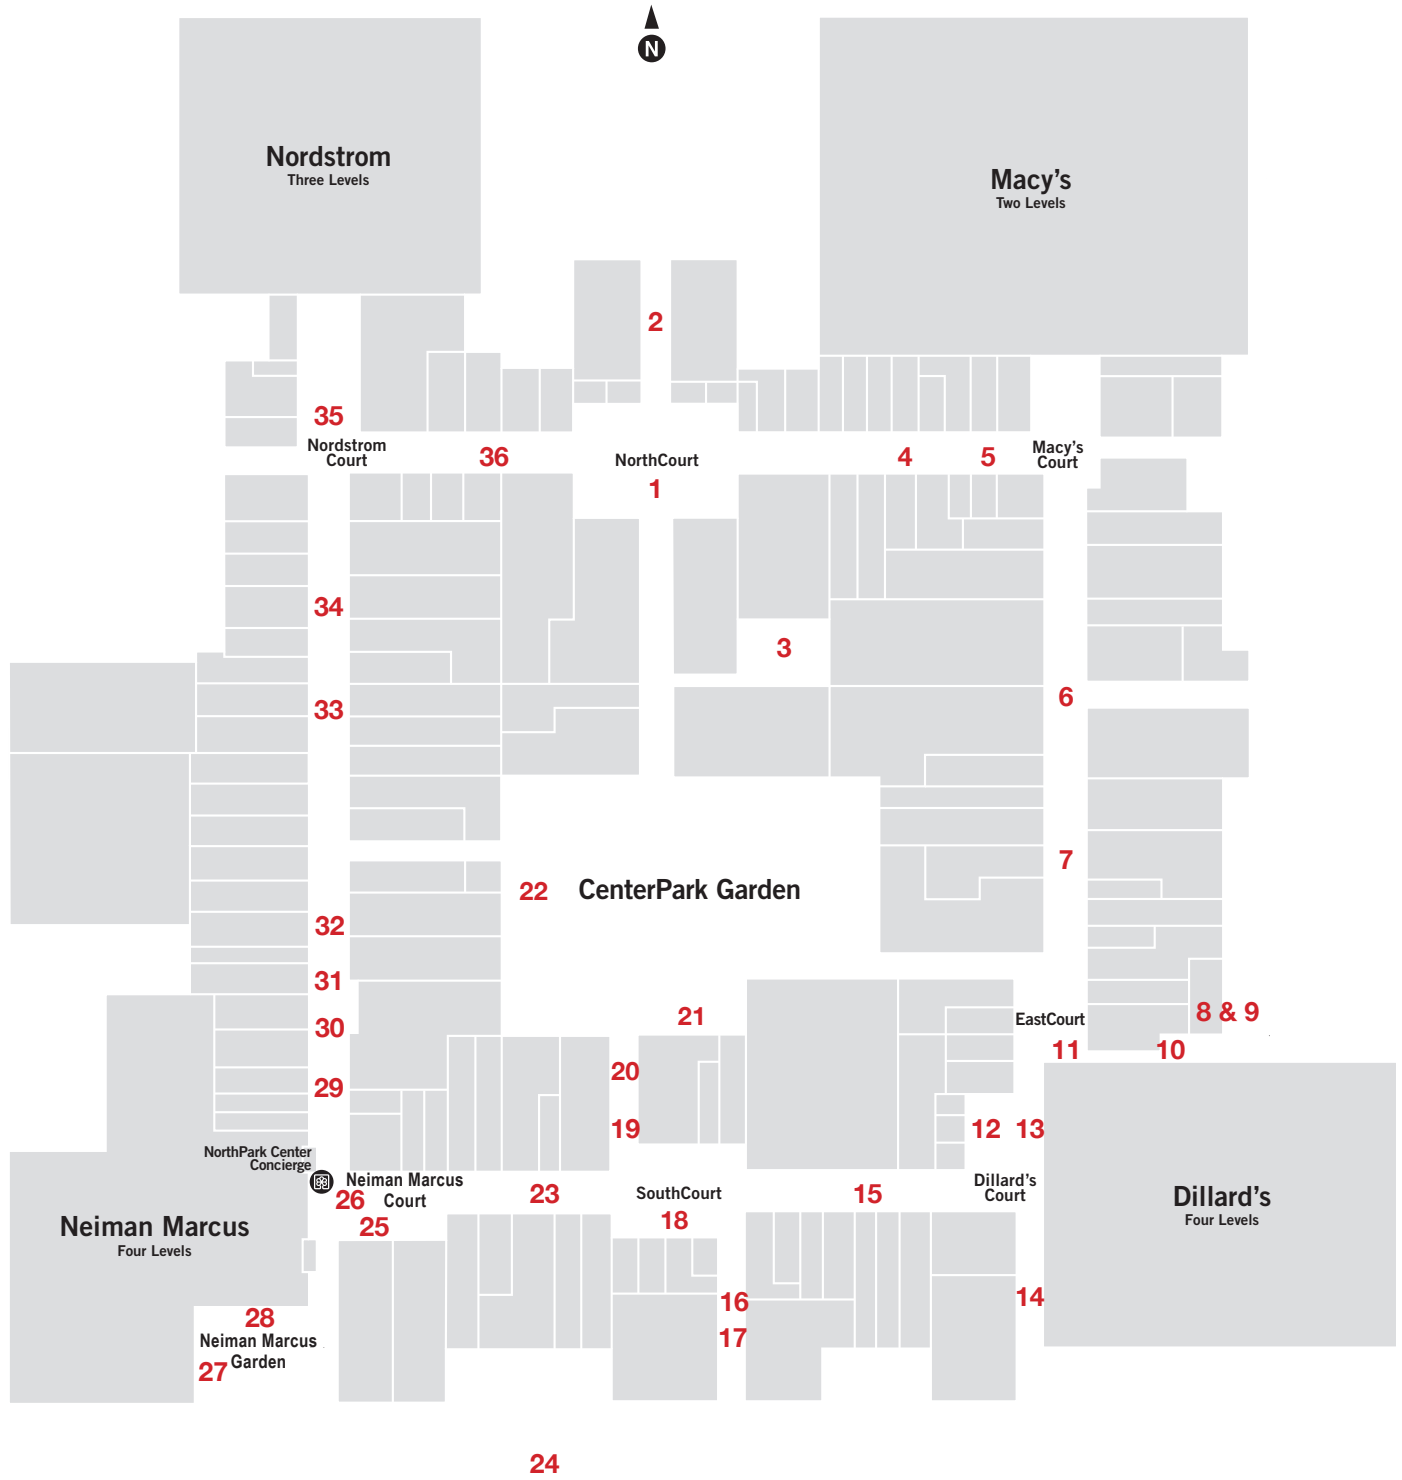 N
Nordstrom
Three Levels
Macy's
Two Levels
2
35
Nordstrom
Court
36
NorthCourt
1
4
5
Macy's
Court
34
3
33
6
7
22
CenterPark Garden
32
31
30
21
EastCourt
8 & 9
11
10
29
20
19
12
13
NorthPark Center
Concierge
26
Neiman Marcus
Court
25
23
SouthCourt
18
15
Dillard's
Court
Neiman Marcus
Four Levels
Dillard's
Four Levels
28
Neiman Marcus
Garden
27
16
17
14
24